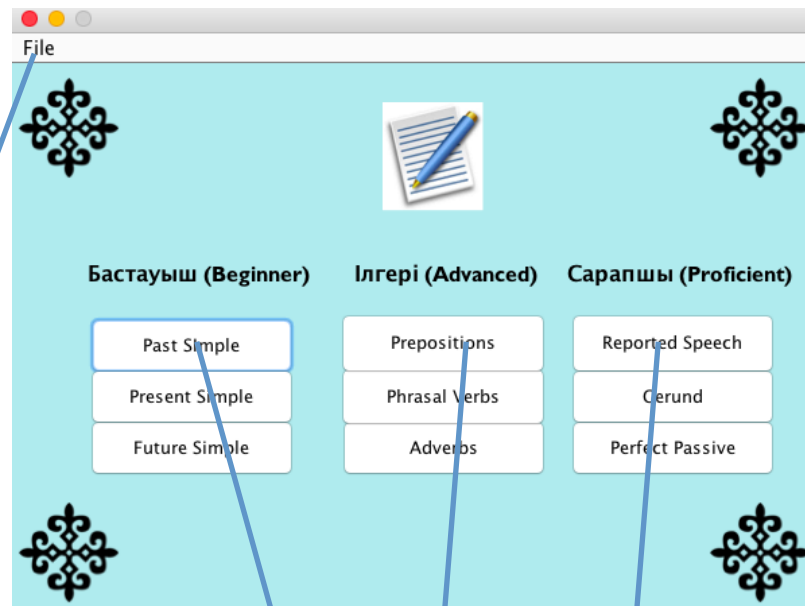 File
Бастауыш (Beginner) Ілгері (Advanced) Сарапшы (Proficient)
Past Simple Prepositions Reported Speech
Present Simple Phrasal Verbs Gerund
Future Simple Adverbs Perfect Passive